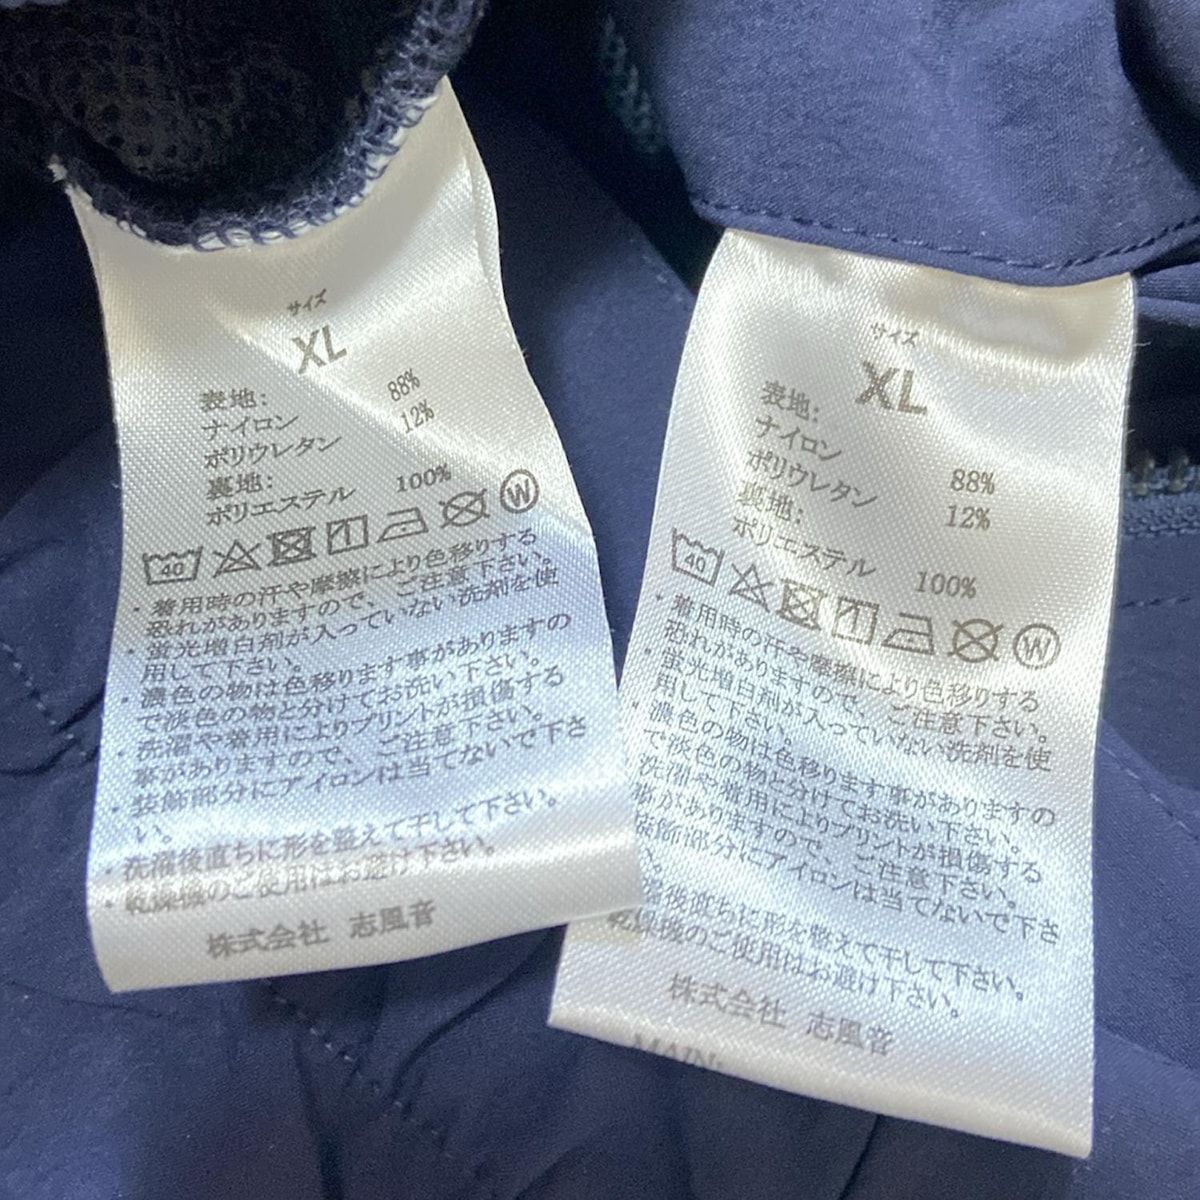 サイズ
XL
表地:
ナイロン 88%
ポリウレタン 12%
裏地:
ポリエステル 100%
40 W
・着用時の汗や摩擦により色移りする
恐れがありますので、ご注意下さい。
・蛍光増白剤が入っていない洗剤を使
用して下さい。
・濃色の物は色移りします事がありますの
で淡色の物と分けてお洗い下さい。
・洗濯や着用によりプリントが損傷する
事がありますので、ご注意下さい。
・装飾部分にアイロンは当てないで下さ
い。
・洗濯後直ちに形を整えて干して下さい。
・乾燥機のご使用はお避け下さい。
株式会社 志風音
サイズ
XL
表地:
ナイロン 88%
ポリウレタン 12%
裏地:
ポリエステル 100%
40 W
・着用時の汗や摩擦により色移りする
恐れがありますので、ご注意下さい。
・蛍光増白剤が入っていない洗剤を使
用して下さい。
・濃色の物は色移りします事がありますの
で淡色の物と分けてお洗い下さい。
洗濯や着用によりプリントが損傷する
事がありますので、ご注意下さい。
装飾部分にアイロンは当てないで下さ
濯後直ちに形を整えて干して下さい。
乾燥機のご使用はお避け下さい。
株式会社 志風音
MAIN: